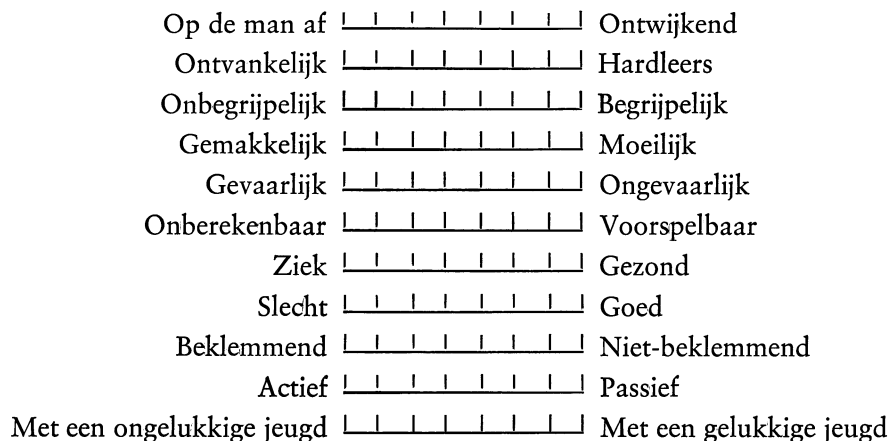 Op de man af Ontwijkend
Ontvankelijk Hardleers
Onbegrijpelijk Begrijpelijk
Gemakkelijk Moeilijk
Gevaarlijk Ongevaarlijk
Onberekenbaar Voorspelbaar
Ziek Gezond
Slecht Goed
Beklemmend Niet-beklemmend
Actief Passief
Met een ongelukkige jeugd Met een gelukkige jeugd